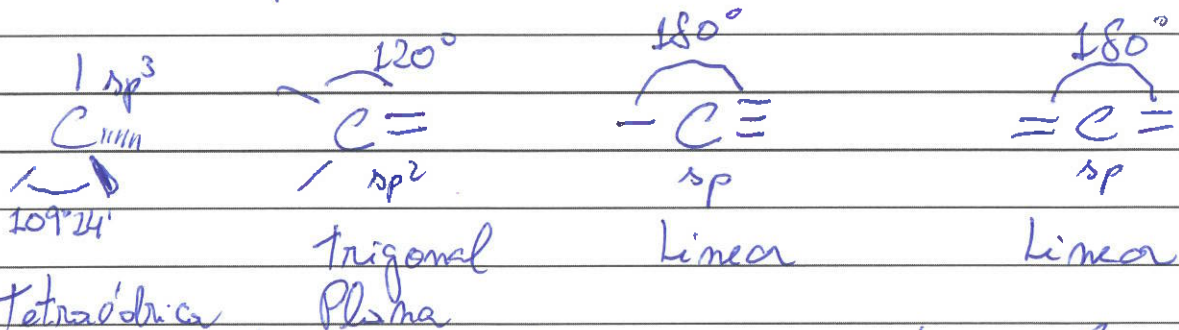 120° 180° 180°
sp³
C C = - C ≡ = C =
sp² sp sp
109°24'
trigonal Linear Linear
Tetraédrica Plana